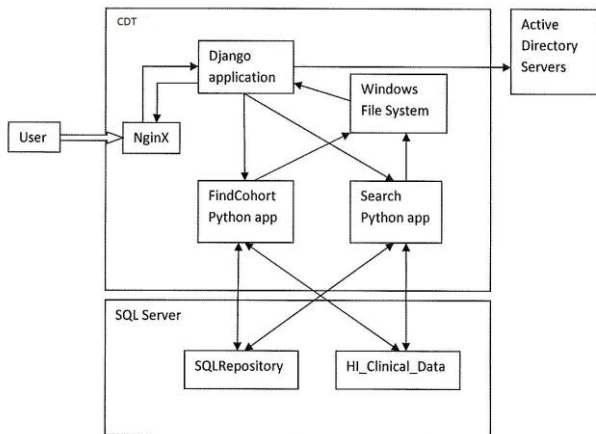 CDT
Django
application
Active
Directory
Servers
Windows
File System
User
NginX
FindCohort
Python app
Search
Python app
SQL Server
SQLRepository
HI_Clinical_Data